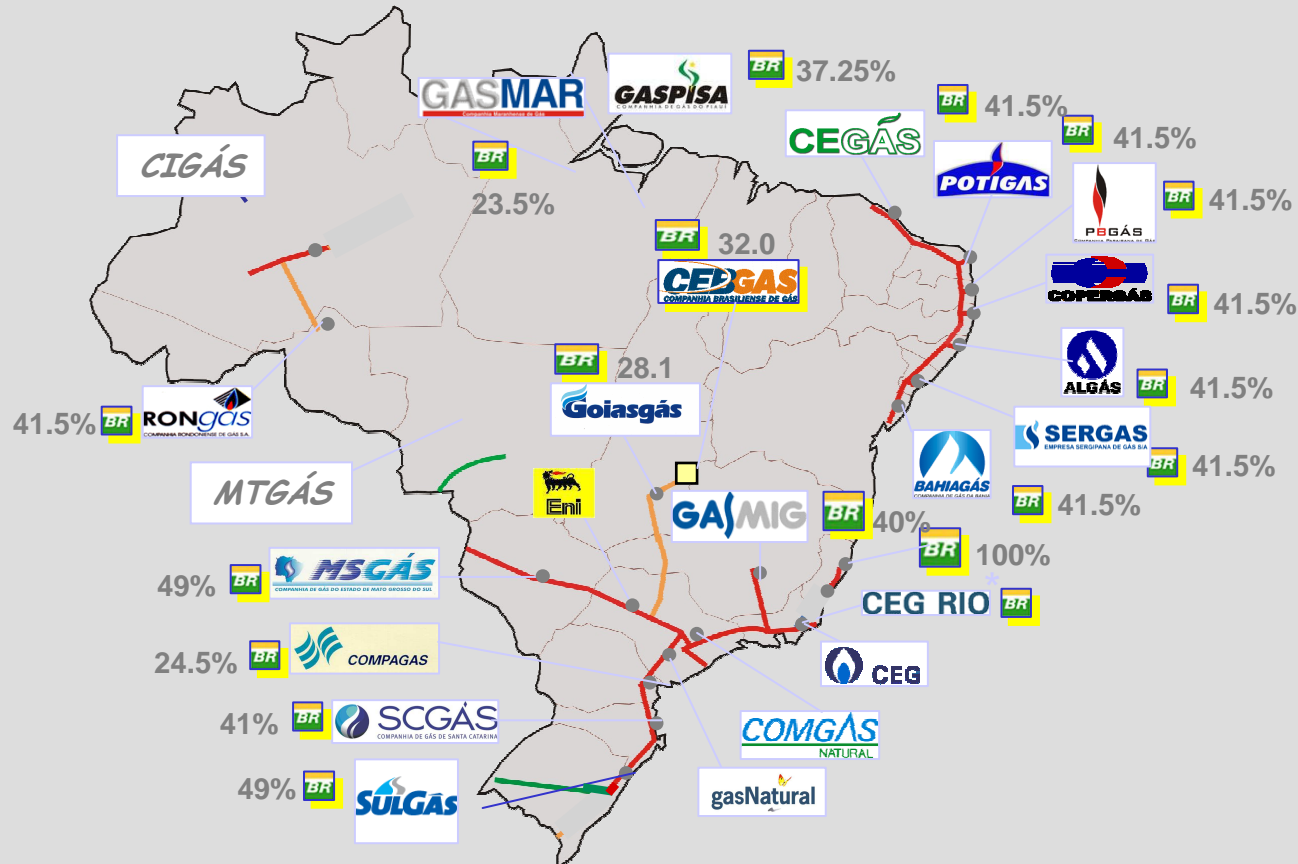 GASMAR
Companhia Maranhense de Gás
GASPISA
COMPANHIA DE GÁS DO PIAUÍ
BR
37.25%
BR
41.5%
CEGÁS
BR
41.5%
CIGÁS
BR
23.5%
POTIGAS
PBGÁS
COMPANHIA PARAIBANA DE GÁS
BR
41.5%
BR
32.0
CEBGAS
COMPANHIA BRASILIENSE DE GÁS
COPERGÁS
BR
41.5%
BR
28.1
Goiasgás
ALGÁS
BR
41.5%
41.5%
BR
RONgás
COMPANHIA RONDONIENSE DE GÁS S.A.
SERGAS
EMPRESA SERGIPANA DE GÁS S/A
BR
41.5%
BAHIAGÁS
COMPANHIA DE GÁS DA BAHIA
BR
41.5%
MTGÁS
Eni
GASMIG
BR
40%
BR
100%
*
49%
BR
MSGÁS
COMPANHIA DE GÁS DO ESTADO DE MATO GROSSO DO SUL
CEG RIO
BR
24.5%
BR
COMPAGAS
CEG
41%
BR
SCGÁS
COMPANHIA DE GÁS DE SANTA CATARINA
COMGÁS
NATURAL
49%
BR
SULGÁS
gasNatural